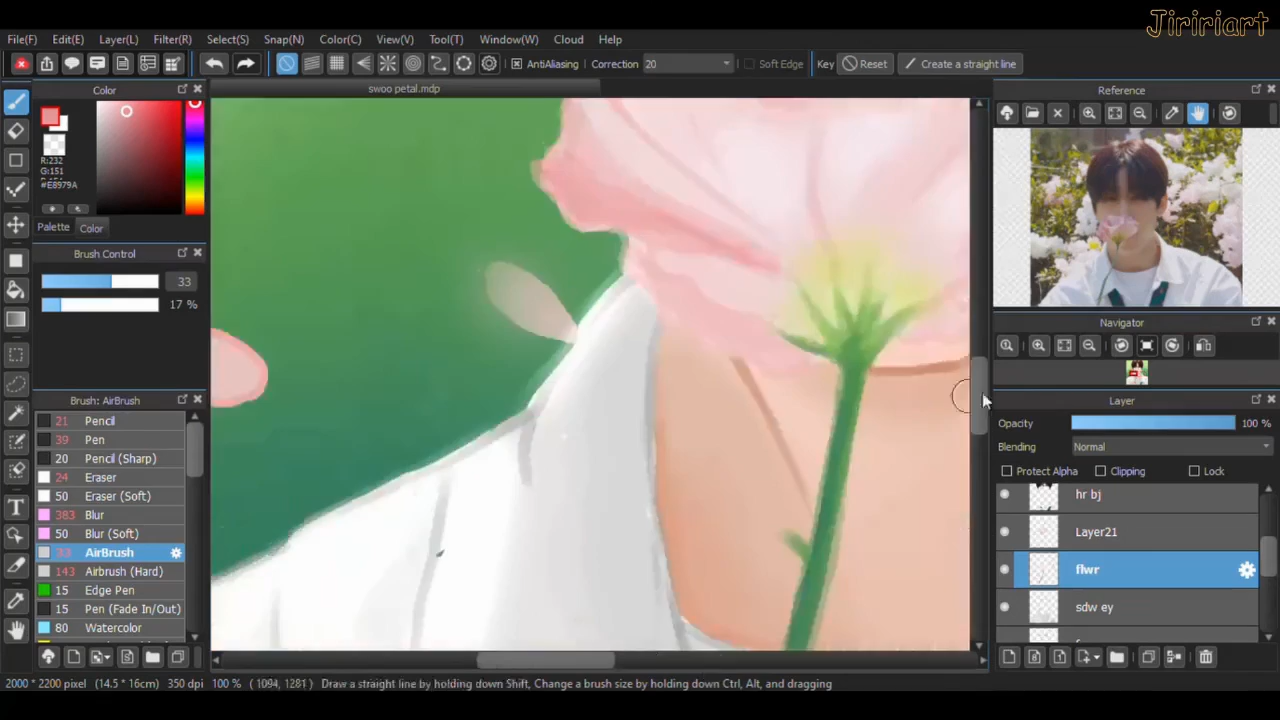 Jiririart
File(F) Edit(E) Layer(L) Filter(R) Select(S) Snap(N) Color(C) View(V) Tool(T) Window(W) Cloud Help
AntiAliasing Correction 20 Soft Edge Key Reset Create a straight line
Color
swoo petal.mdp
Reference
R:232
G:151
#E8979A
Palette Color
Brush Control
33
17 %
Navigator
Brush: AirBrush
21 Pencil
39 Pen
20 Pencil (Sharp)
24 Eraser
50 Eraser (Soft)
383 Blur
50 Blur (Soft)
33 AirBrush
143 Airbrush (Hard)
15 Edge Pen
15 Pen (Fade In/Out)
80 Watercolor
Layer
Opacity 100 %
Blending Normal
Protect Alpha Clipping Lock
hr bj
Layer21
flwr
sdw ey
2000 * 2200 pixel (14.5 * 16cm) 350 dpi 100 % ( 1094, 1281 ) Draw a straight line by holding down Shift, Change a brush size by holding down Ctrl, Alt, and dragging